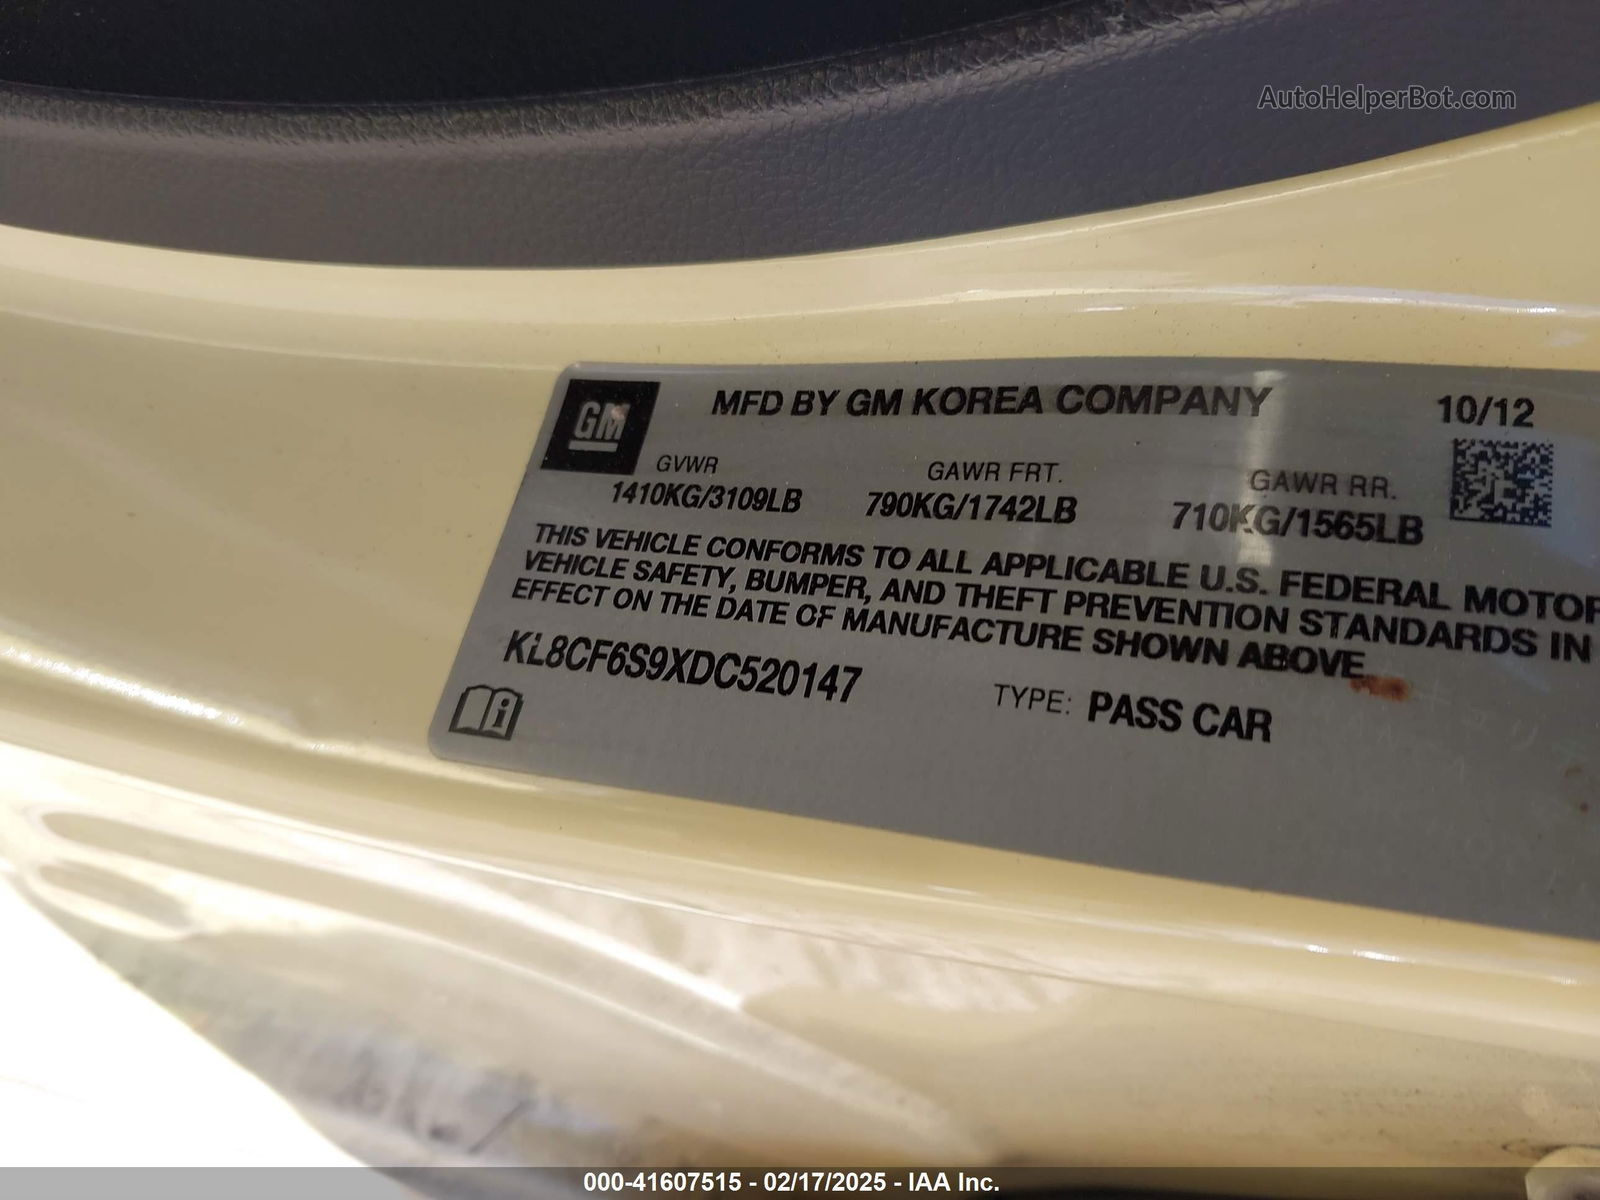 AutoHelperBot.com
GM MFD BY GM KOREA COMPANY 10/12
GVWR GAWR FRT. GAWR RR.
1410KG/3109LB 790KG/1742LB 710KG/1565LB
THIS VEHICLE CONFORMS TO ALL APPLICABLE U.S. FEDERAL MOTOR
VEHICLE SAFETY, BUMPER, AND THEFT PREVENTION STANDARDS IN
EFFECT ON THE DATE OF MANUFACTURE SHOWN ABOVE.
KL8CF6S9XDC520147
TYPE: PASS CAR
000-41607515 - 02/17/2025 - IAA Inc.